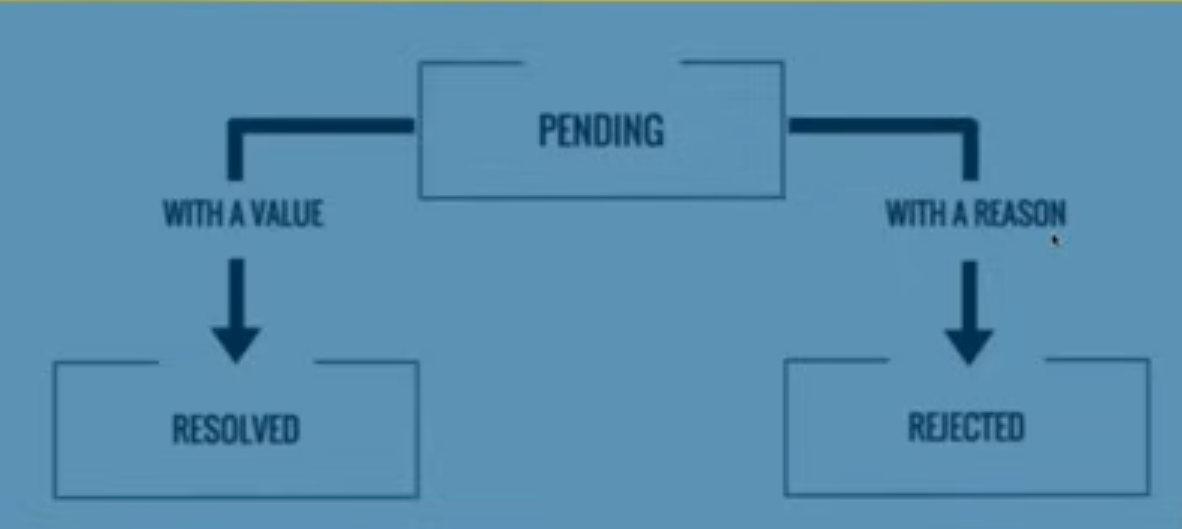 PENDING
WITH A VALUE
WITH A REASON
RESOLVED
REJECTED